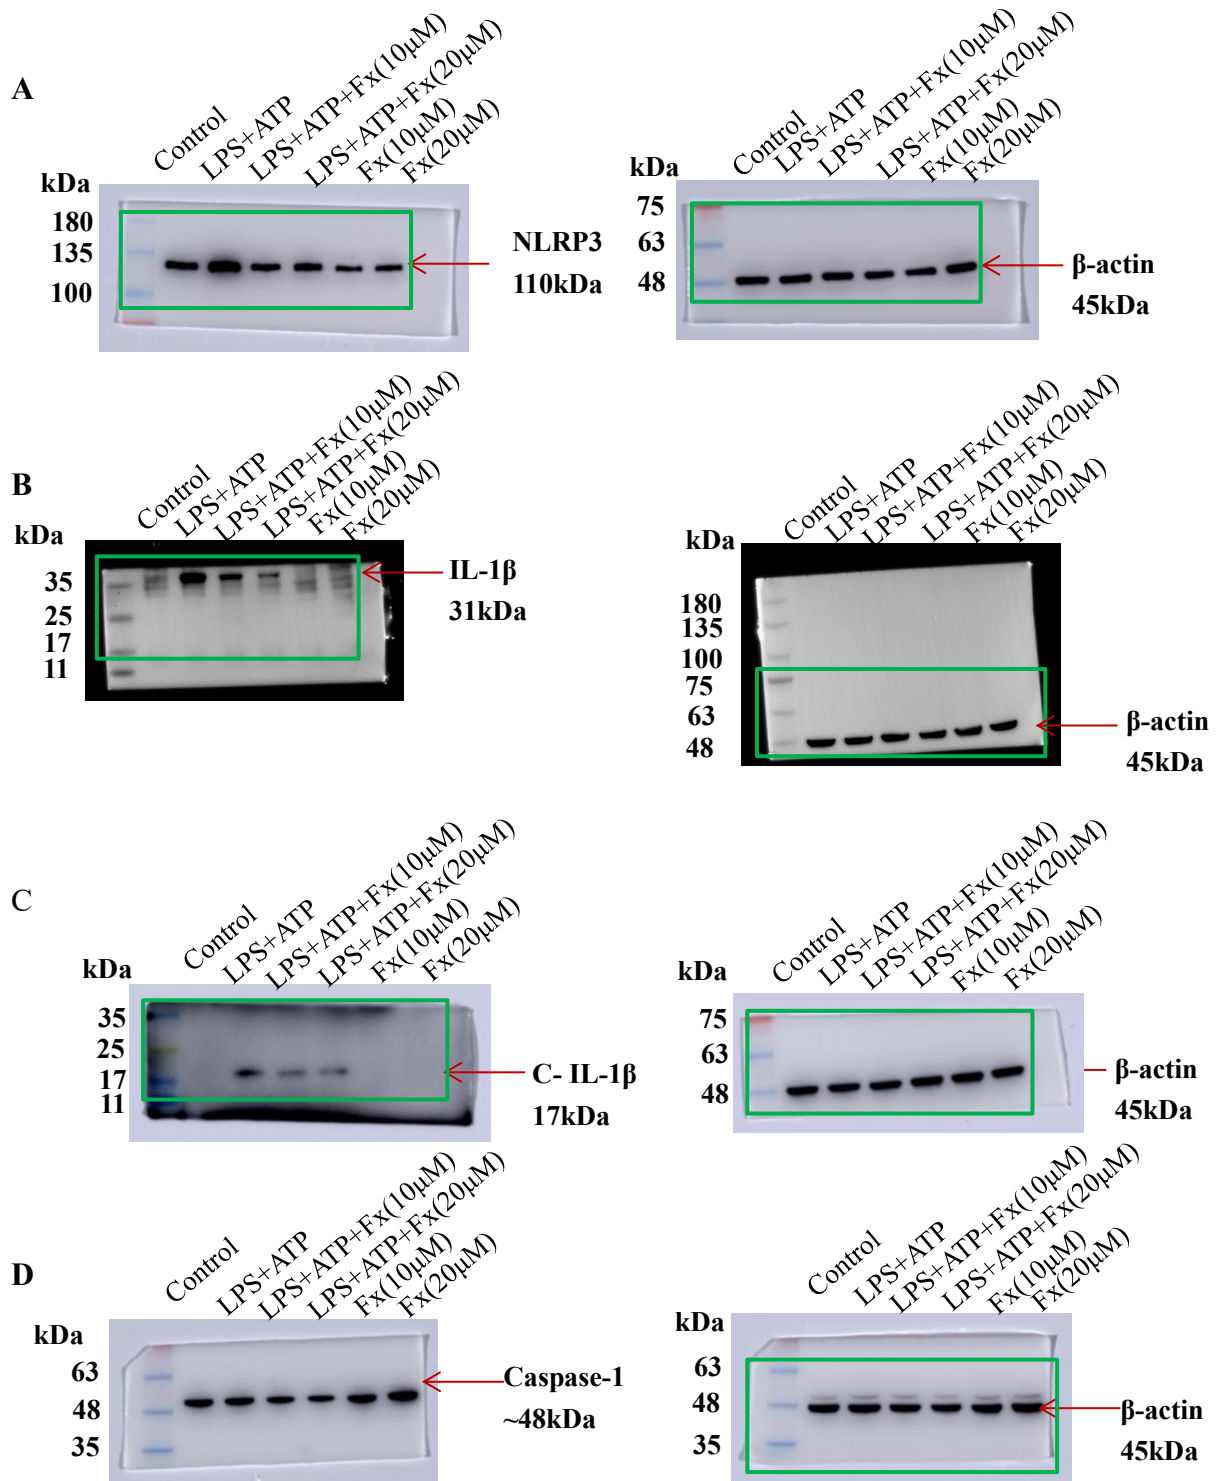 A
Control
LPS+ATP
LPS+ATP+Fx(10μM)
LPS+ATP+Fx(20μM)
Fx(10μM)
Fx(20μM)
kDa
180
135
100
NLRP3
110kDa
Control
LPS+ATP
LPS+ATP+Fx(10μM)
LPS+ATP+Fx(20μM)
Fx(10μM)
Fx(20μM)
75
63
48
β-actin
45kDa
B
Control
LPS+ATP
LPS+ATP+Fx(10μM)
LPS+ATP+Fx(20μM)
Fx(10μM)
Fx(20μM)
kDa
35
25
17
11
IL-1β
31kDa
Control
LPS+ATP
LPS+ATP+Fx(10μM)
LPS+ATP+Fx(20μM)
Fx(10μM)
Fx(20μM)
kDa
180
135
100
75
63
48
β-actin
45kDa
C
Control
LPS+ATP
LPS+ATP+Fx(10μM)
LPS+ATP+Fx(20μM)
Fx(10μM)
Fx(20μM)
kDa
35
25
17
11
C- IL-1β
17kDa
Control
LPS+ATP
LPS+ATP+Fx(10μM)
LPS+ATP+Fx(20μM)
Fx(10μM)
Fx(20μM)
kDa
75
63
48
β-actin
45kDa
D
Control
LPS+ATP
LPS+ATP+Fx(10μM)
LPS+ATP+Fx(20μM)
Fx(10μM)
Fx(20μM)
kDa
63
48
35
Caspase-1
~48kDa
Control
LPS+ATP
LPS+ATP+Fx(10μM)
LPS+ATP+Fx(20μM)
Fx(10μM)
Fx(20μM)
kDa
63
48
35
β-actin
45kDa